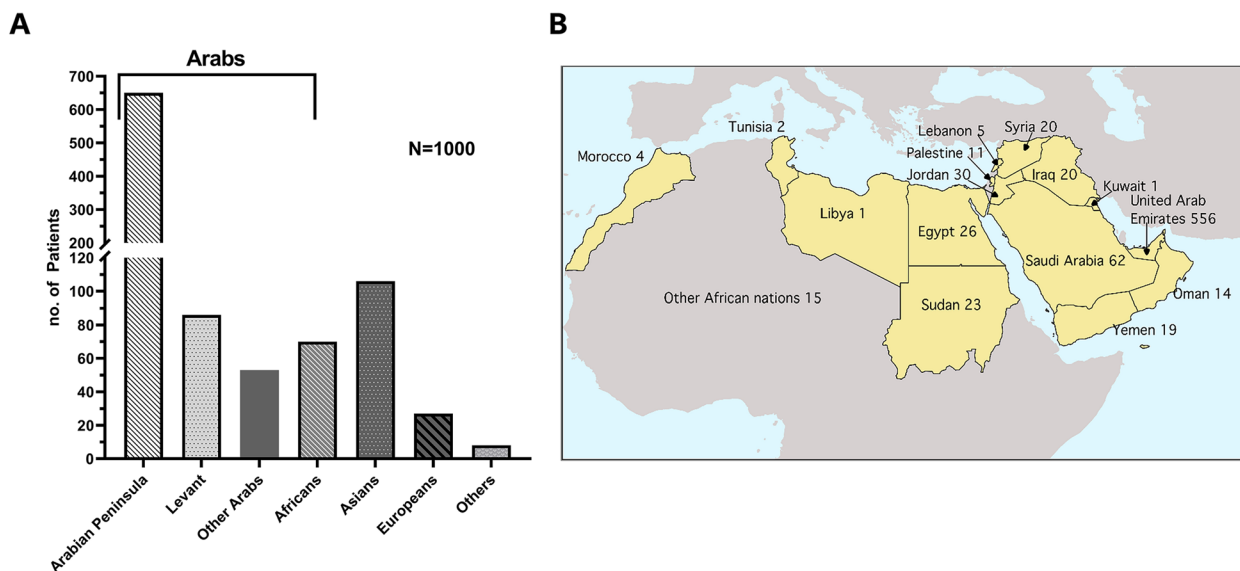 A
Arabs
N=1000
no. of Patients
700
600
500
400
300
200
120
100
80
60
40
20
0
Arabian Peninsula
Levant
Other Arabs
Africans
Asians
Europeans
Others
B
Tunisia 2
Morocco 4
Lebanon 5
Syria 20
Palestine 11
Jordan 30
Iraq 20
Kuwait 1
United Arab
Emirates 556
Libya 1
Egypt 26
Saudi Arabia 62
Other African nations 15
Sudan 23
Oman 14
Yemen 19